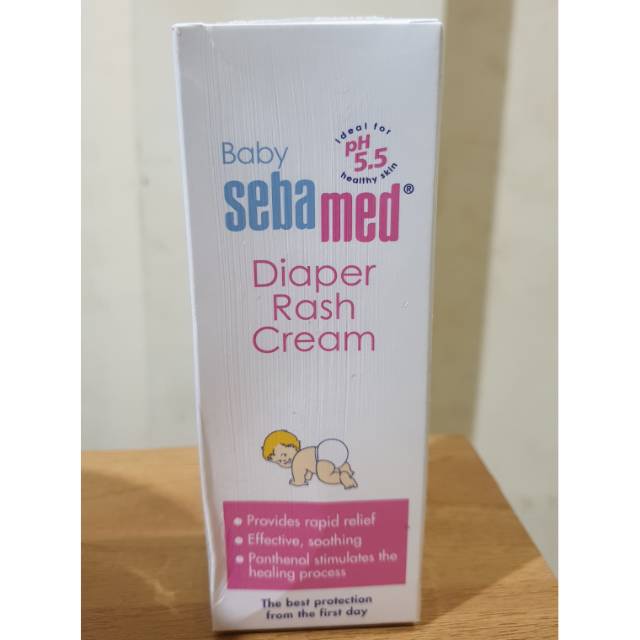 Baby
ideal for
pH
5.5
healthy skin
sebamed®
Diaper
Rash
Cream
• Provides rapid relief
• Effective, soothing
• Panthenol stimulates the
healing process
The best protection
from the first day